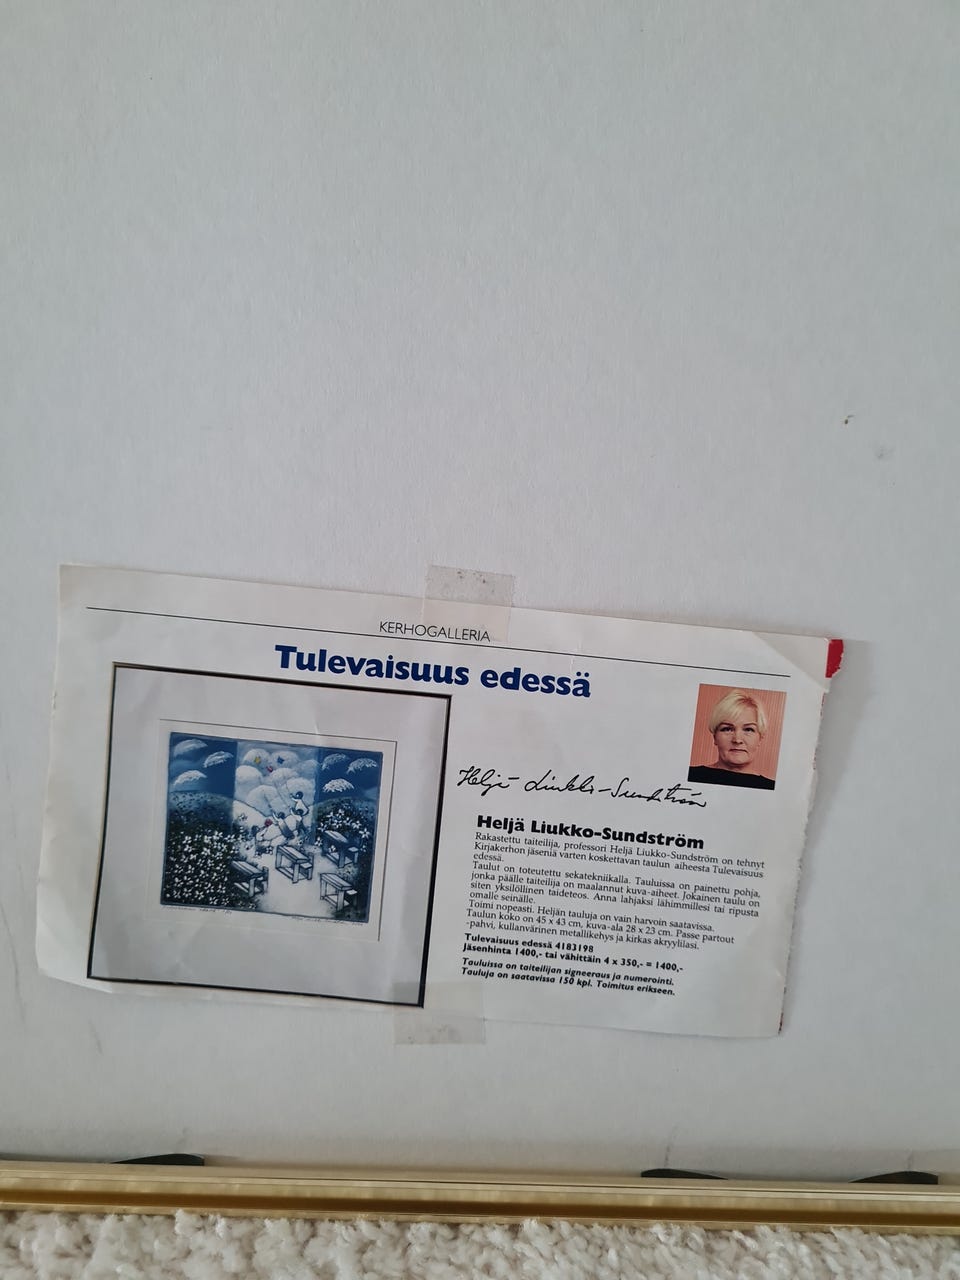 KERHOGALLERIA
Tulevaisuus edessä
Heljä Liukko-Sundström
Heljä Liukko-Sundström
Rakastettu taiteilija, professori Heljä Liukko-Sundström on tehnyt
Kirjakerhon jäseniä varten koskettavan taulun aiheesta Tulevaisuus
edessä.
Taulut on toteutettu sekatekniikalla. Tauluissa on painettu pohja,
jonka päälle taiteilija on maalannut kuva-aiheet. Jokainen taulu on
siten yksilöllinen taideteos. Anna lahjaksi lähimmillesi tai ripusta
omalle seinälle.
Toimi nopeasti. Heljän tauluja on vain harvoin saatavissa.
Taulun koko on 45 x 43 cm, kuva-ala 28 x 23 cm. Passe partout
-pahvi, kullanvärinen metallikehys ja kirkas akryylilasi.
Tulevaisuus edessä 4183198
Jäsenhinta 1400,- tai vähittäin 4 x 350,- = 1400,-
Tauluissa on taiteilijan signeeraus ja numerointi.
Tauluja on saatavissa 150 kpl. Toimitus erikseen.